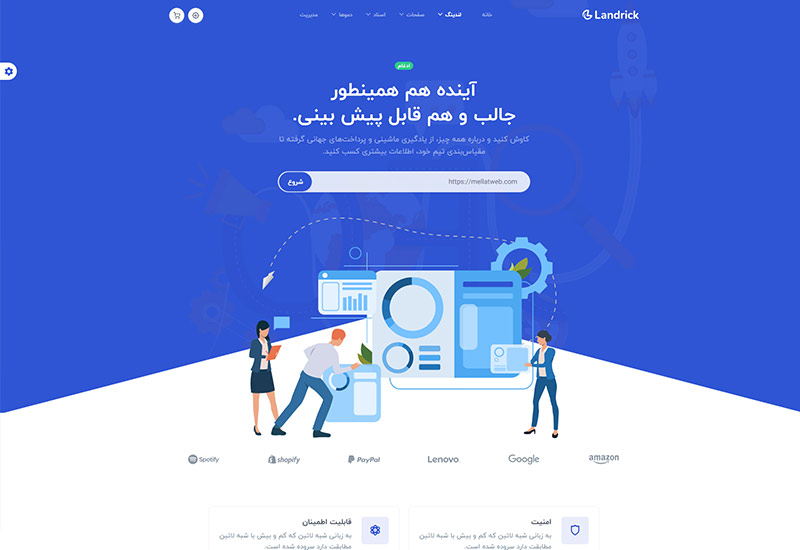 Landrick
خانه
لندینگ
صفحات
اسناد
دموها
مدیریت
ادغام
آینده هم همینطور
جالب و هم قابل پیش بینی.
کاوش کنید و درباره همه چیز، از یادگیری ماشینی و پرداخت‌های جهانی گرفته تا
مقیاس‌بندی تیم خود، اطلاعات بیشتری کسب کنید.
https://mellatweb.com
شروع
amazon
Google
Lenovo
PayPal
shopify
Spotify
امنیت
به زبانی شبه لاتین که کم و بیش با شبه لاتین
مطابقت دارد سروده شده است.
قابلیت اطمینان
به زبانی شبه لاتین که کم و بیش با شبه لاتین
مطابقت دارد سروده شده است.